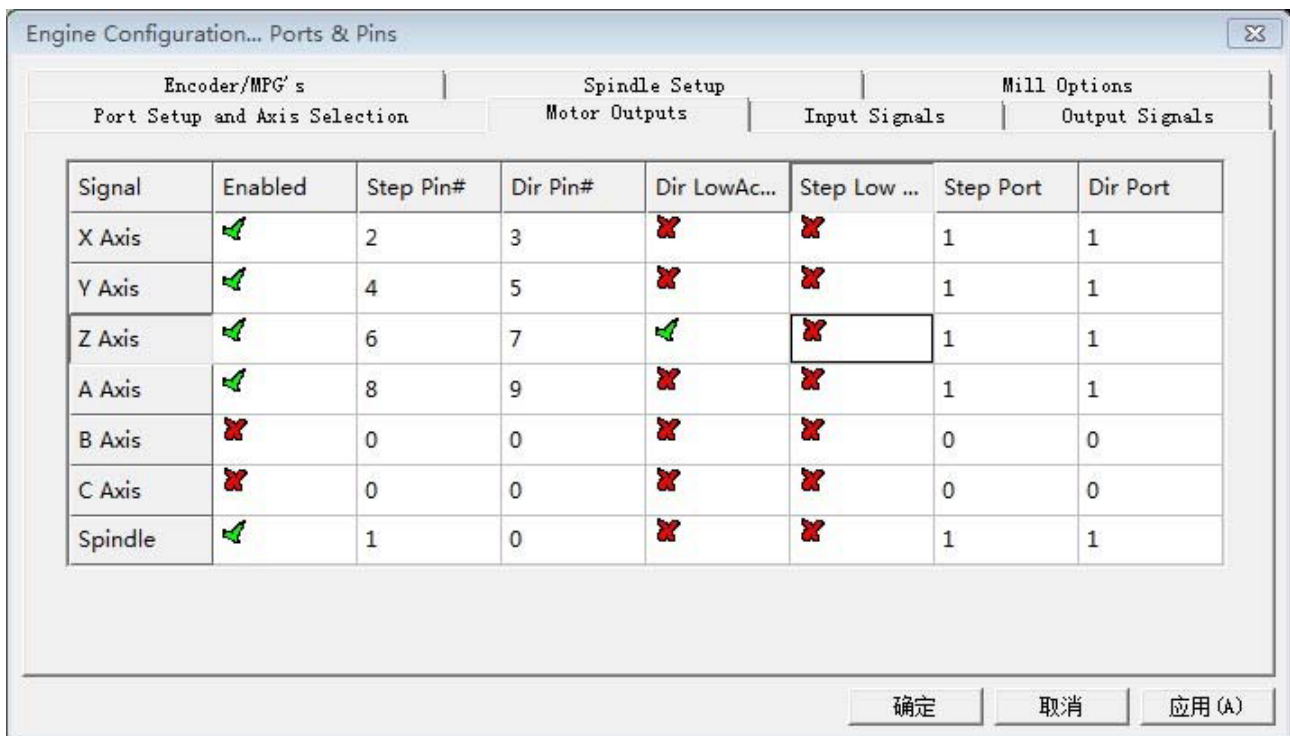 Engine Configuration... Ports & Pins
Encoder/MPG's Spindle Setup Mill Options
Port Setup and Axis Selection Motor Outputs Input Signals Output Signals
Signal Enabled Step Pin# Dir Pin# Dir LowAc... Step Low ... Step Port Dir Port
X Axis 2 3 1 1
Y Axis 4 5 1 1
Z Axis 6 7 1 1
A Axis 8 9 1 1
B Axis 0 0 0 0
C Axis 0 0 0 0
Spindle 1 0 1 1
确定 取消 应用(A)